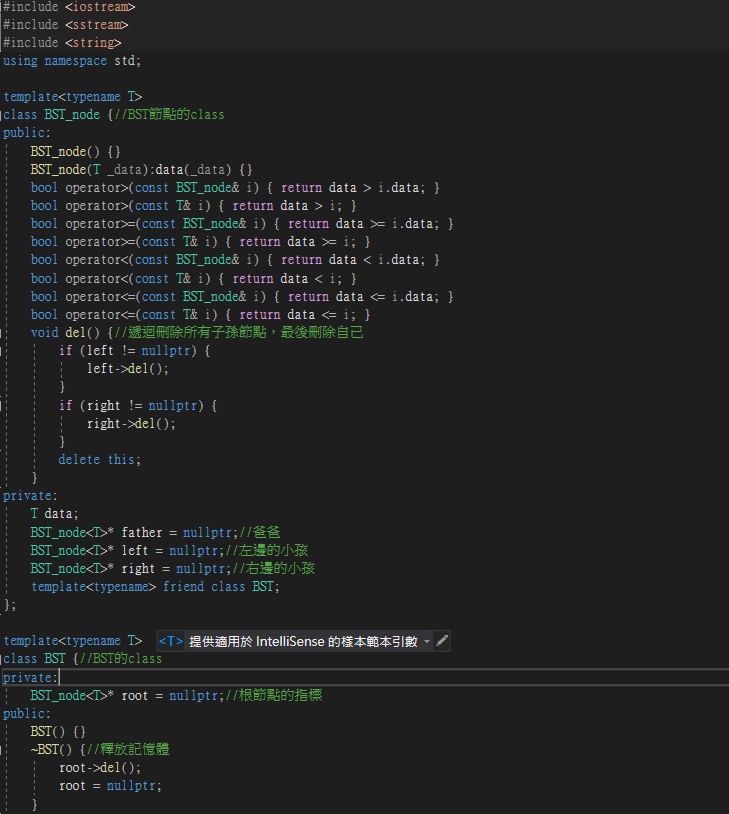 #include <iostream>
#include <sstream>
#include <string>
using namespace std;
template<typename T>
class BST_node {//BST節點的class
public:
BST_node() {}
BST_node(T _data):data(_data) {}
bool operator>(const BST_node& i) { return data > i.data; }
bool operator>(const T& i) { return data > i; }
bool operator>=(const BST_node& i) { return data >= i.data; }
bool operator>=(const T& i) { return data >= i; }
bool operator<(const BST_node& i) { return data < i.data; }
bool operator<(const T& i) { return data < i; }
bool operator<=(const BST_node& i) { return data <= i.data; }
bool operator<=(const T& i) { return data <= i; }
void del() {//遞迴刪除所有子孫節點，最後刪除自己
if (left != nullptr) {
left->del();
}
if (right != nullptr) {
right->del();
}
delete this;
}
private:
T data;
BST_node<T>* father = nullptr;//爸爸
BST_node<T>* left = nullptr;//左邊的小孩
BST_node<T>* right = nullptr;//右邊的小孩
template<typename> friend class BST;
};
template<typename T> <T> 提供適用於 IntelliSense 的樣本範本引數
class BST {//BST的class
private:
BST_node<T>* root = nullptr;//根節點的指標
public:
BST() {}
~BST() {//釋放記憶體
root->del();
root = nullptr;
}